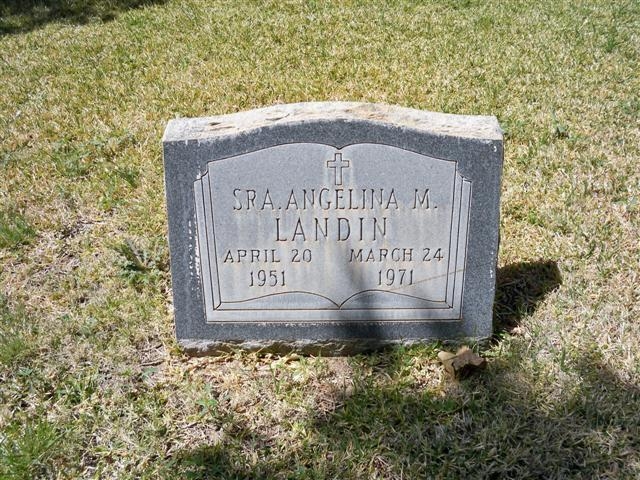 SRA. ANGELINA M.
LANDIN
APRIL 20 MARCH 24
1951 1971